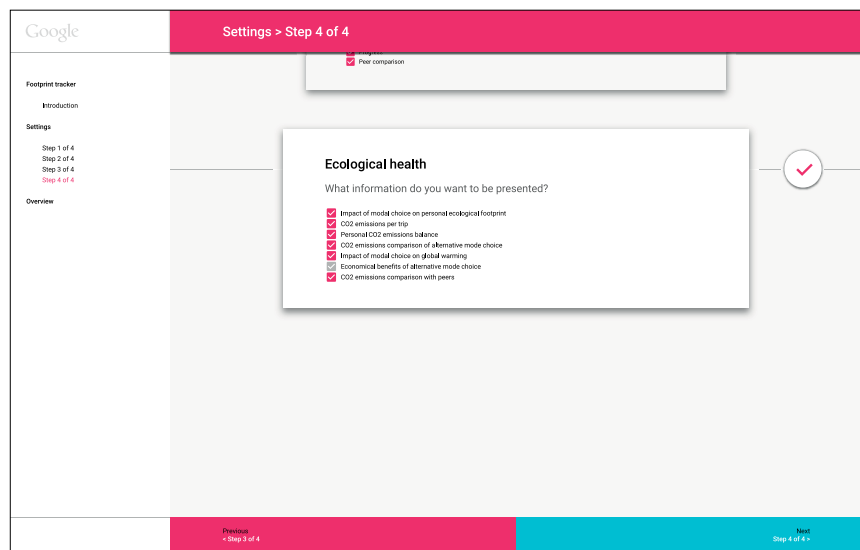 Google
Settings > Step 4 of 4
Progress
Peer comparison
Footprint tracker
Introduction
Settings
Step 1 of 4
Step 2 of 4
Step 3 of 4
Step 4 of 4
Overview
Ecological health
What information do you want to be presented?
Impact of modal choice on personal ecological footprint
CO2 emissions per trip
Personal CO2 emissions balance
CO2 emissions comparison of alternative mode choice
Impact of modal choice on global warming
Economical benefits of alternative mode choice
CO2 emissions comparison with peers
Previous
< Step 3 of 4
Next
Step 4 of 4 >